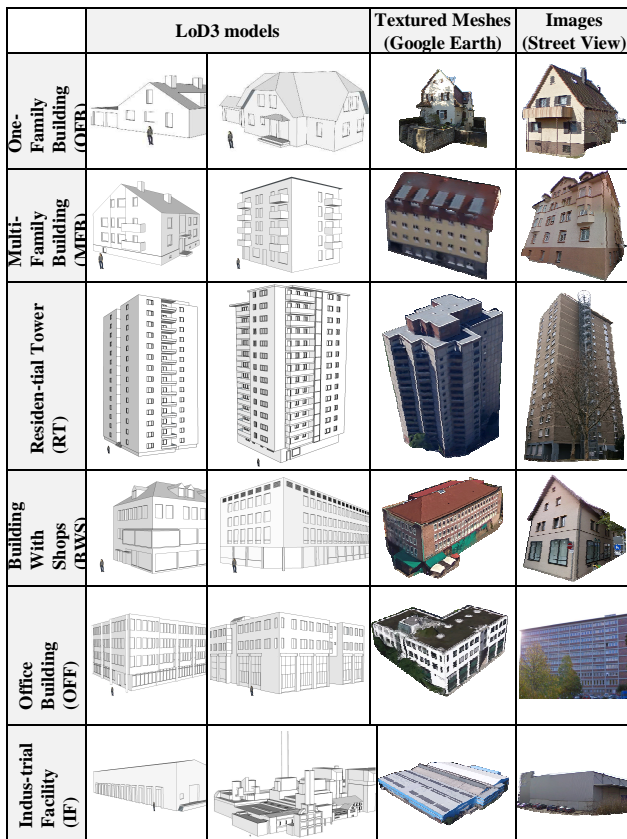 LoD3 models
Textured Meshes
(Google Earth)
Images
(Street View)
One-
Family
Building
(OFB)
Multi-
Family
Building
(MFB)
Residen-tial Tower
(RT)
Building
With
Shops
(BWS)
Office
Building
(OFF)
Indus-trial
Facility
(IF)